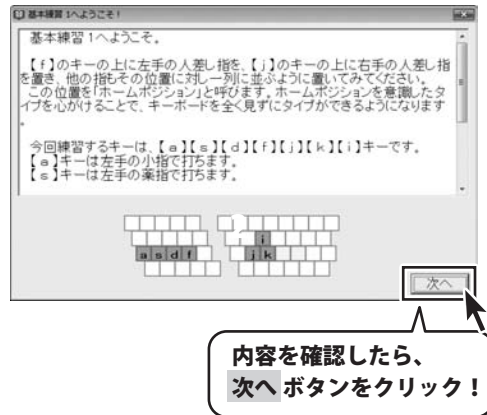 基本練習 1へようこそ!
基本練習 1へようこそ。
【f】のキーの上に左手の人差し指を、【j】のキーの上に右手の人差し指
を置き、他の指もその位置に対し一列に並ぶように置いてみてください。
この位置を「ホームポジション」と呼びます。ホームポジションを意識したタ
イプを心がけることで、キーボードを全く見ずにタイプができるようになります
。
今回練習するキーは、【a】【s】【d】【f】【j】【k】【i】キーです。
【a】キーは左手の小指で打ちます。
【s】キーは左手の薬指で打ちます。
i
a s d f j k
次へ
内容を確認したら、
次へ ボタンをクリック!